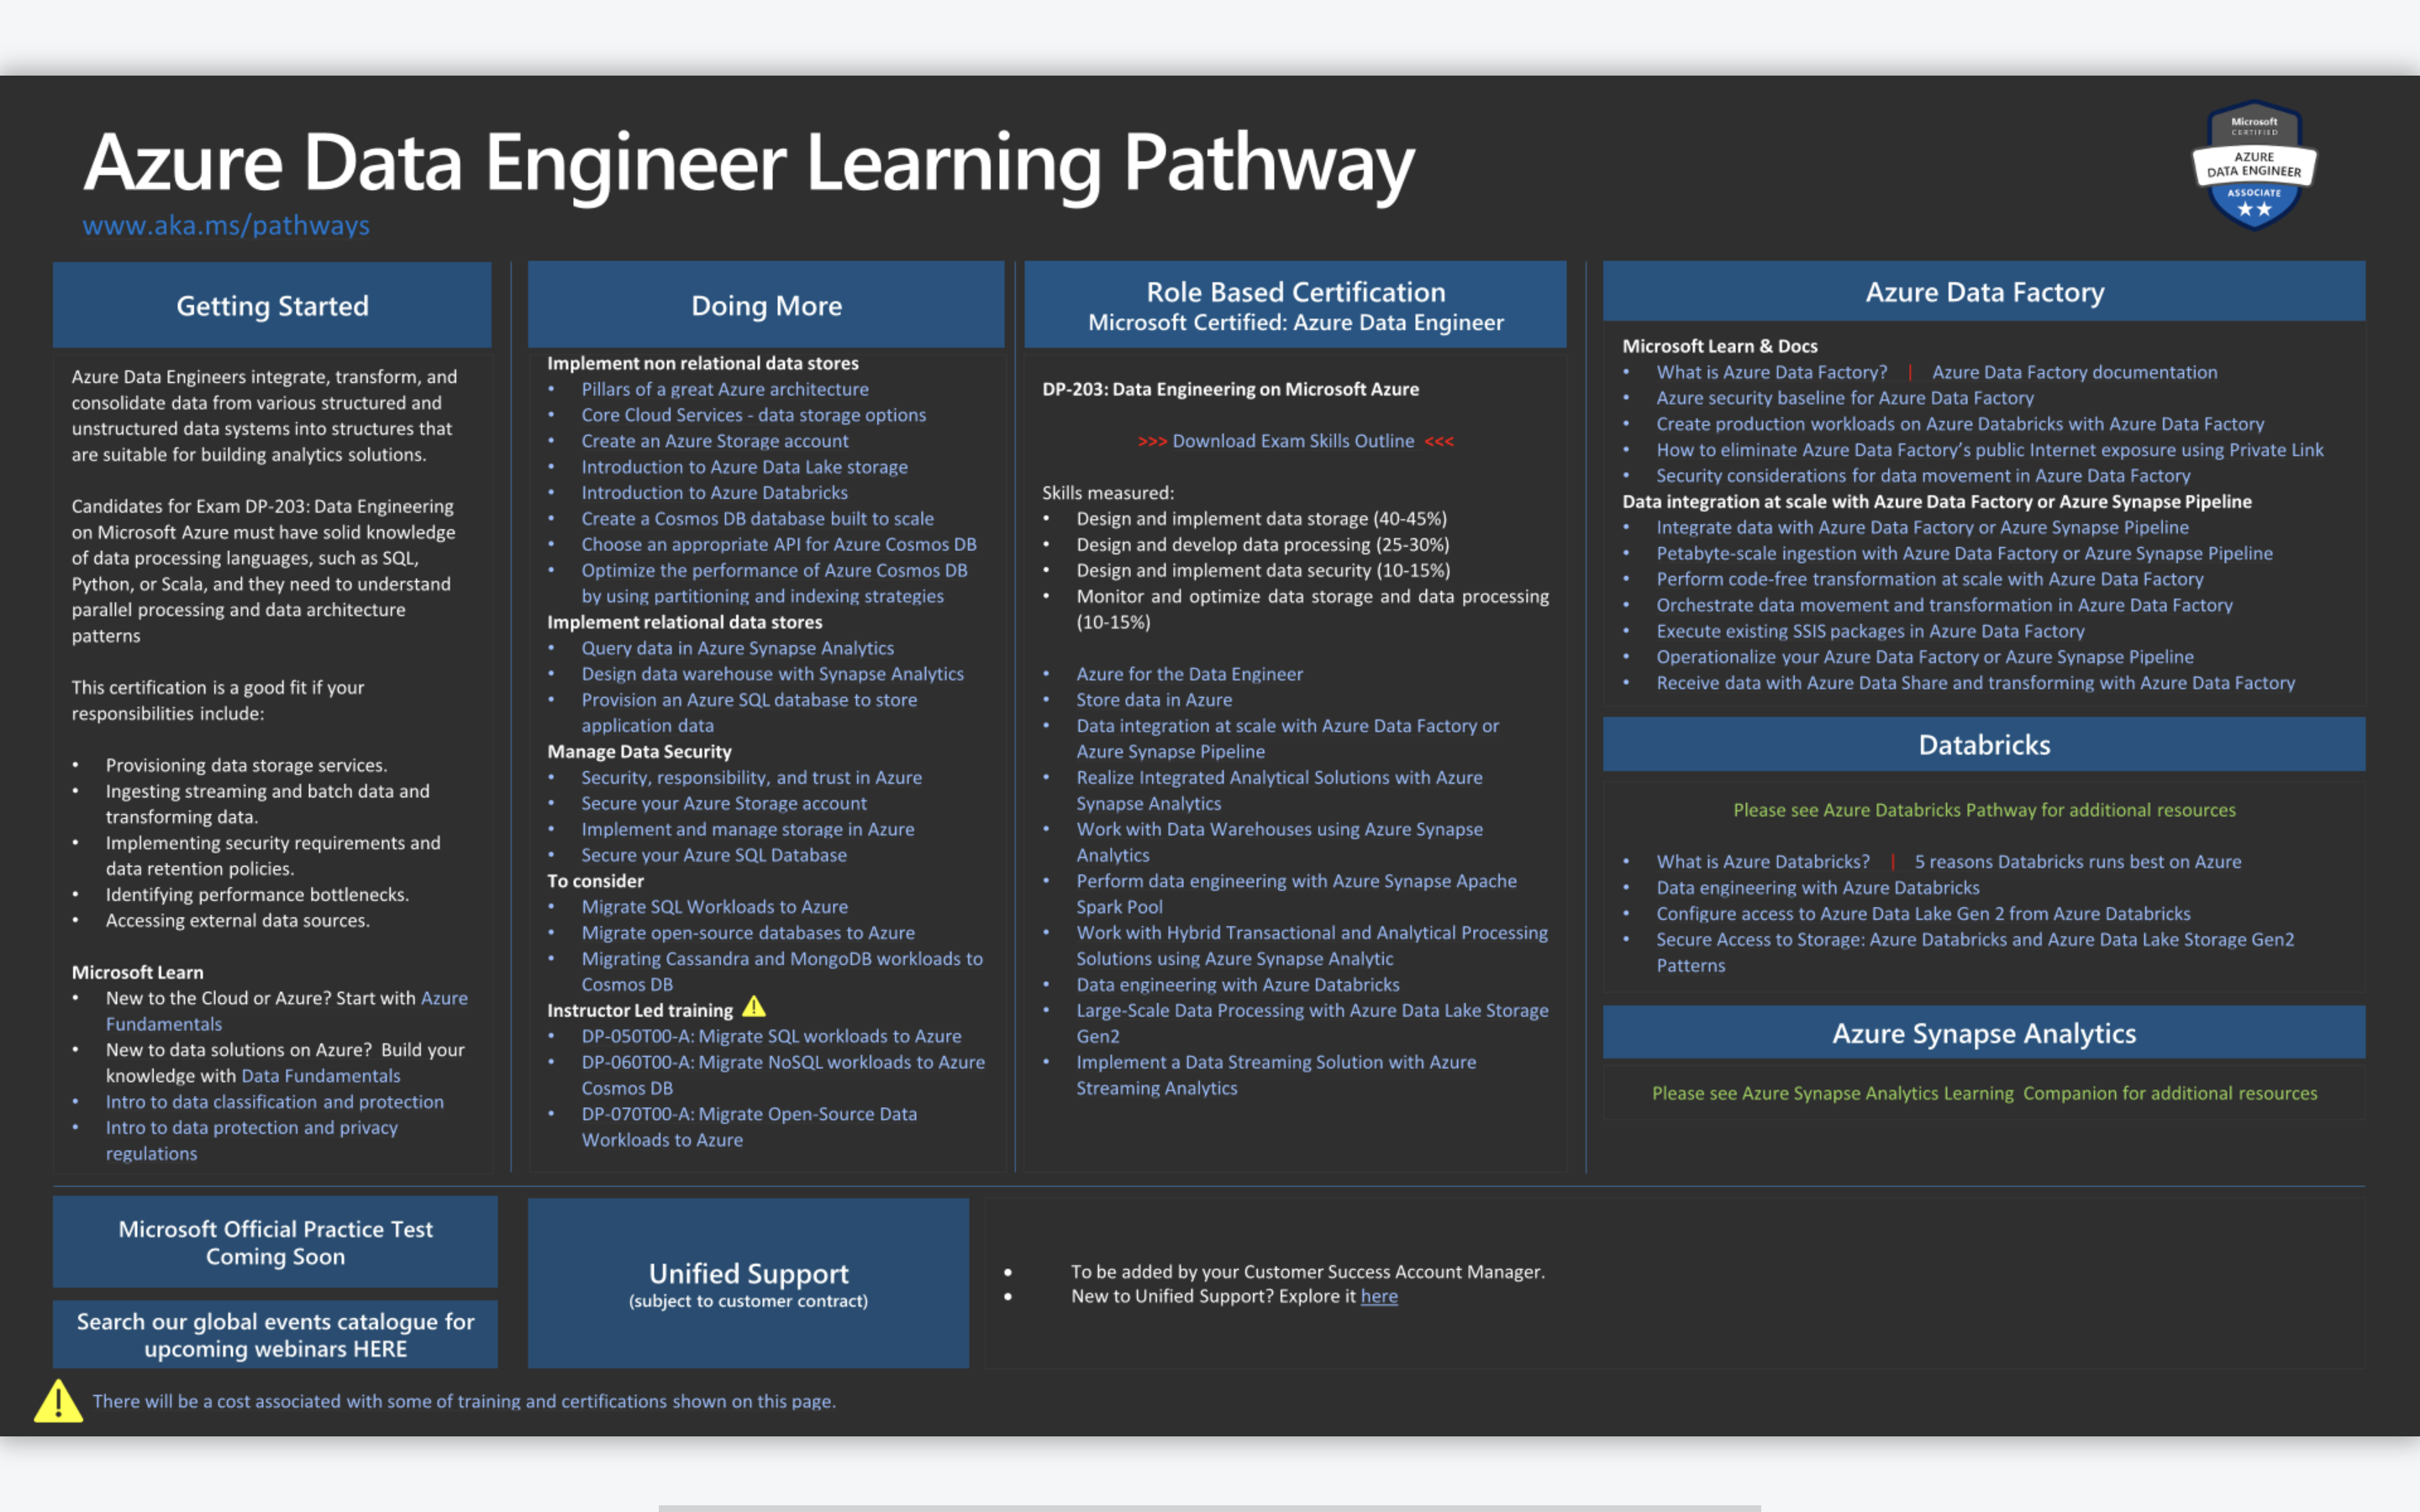 Azure Data Engineer Learning Pathway
www.aka.ms/pathways
Microsoft
CERTIFIED
AZURE
DATA ENGINEER
ASSOCIATE
Getting Started
Azure Data Engineers integrate, transform, and
consolidate data from various structured and
unstructured data systems into structures that
are suitable for building analytics solutions.
Candidates for Exam DP-203: Data Engineering
on Microsoft Azure must have solid knowledge
of data processing languages, such as SQL,
Python, or Scala, and they need to understand
parallel processing and data architecture
patterns
This certification is a good fit if your
responsibilities include:
• Provisioning data storage services.
• Ingesting streaming and batch data and
transforming data.
• Implementing security requirements and
data retention policies.
• Identifying performance bottlenecks.
• Accessing external data sources.
Microsoft Learn
• New to the Cloud or Azure? Start with Azure
Fundamentals
• New to data solutions on Azure? Build your
knowledge with Data Fundamentals
• Intro to data classification and protection
• Intro to data protection and privacy
regulations
Doing More
Implement non relational data stores
• Pillars of a great Azure architecture
• Core Cloud Services - data storage options
• Create an Azure Storage account
• Introduction to Azure Data Lake storage
• Introduction to Azure Databricks
• Create a Cosmos DB database built to scale
• Choose an appropriate API for Azure Cosmos DB
• Optimize the performance of Azure Cosmos DB
by using partitioning and indexing strategies
Implement relational data stores
• Query data in Azure Synapse Analytics
• Design data warehouse with Synapse Analytics
• Provision an Azure SQL database to store
application data
Manage Data Security
• Security, responsibility, and trust in Azure
• Secure your Azure Storage account
• Implement and manage storage in Azure
• Secure your Azure SQL Database
To consider
• Migrate SQL Workloads to Azure
• Migrate open-source databases to Azure
• Migrating Cassandra and MongoDB workloads to
Cosmos DB
Instructor Led training
• DP-050T00-A: Migrate SQL workloads to Azure
• DP-060T00-A: Migrate NoSQL workloads to Azure
Cosmos DB
• DP-070T00-A: Migrate Open-Source Data
Workloads to Azure
Role Based Certification
Microsoft Certified: Azure Data Engineer
DP-203: Data Engineering on Microsoft Azure
>>> Download Exam Skills Outline <<<
Skills measured:
• Design and implement data storage (40-45%)
• Design and develop data processing (25-30%)
• Design and implement data security (10-15%)
• Monitor and optimize data storage and data processing
(10-15%)
• Azure for the Data Engineer
• Store data in Azure
• Data integration at scale with Azure Data Factory or
Azure Synapse Pipeline
• Realize Integrated Analytical Solutions with Azure
Synapse Analytics
• Work with Data Warehouses using Azure Synapse
Analytics
• Perform data engineering with Azure Synapse Apache
Spark Pool
• Work with Hybrid Transactional and Analytical Processing
Solutions using Azure Synapse Analytic
• Data engineering with Azure Databricks
• Large-Scale Data Processing with Azure Data Lake Storage
Gen2
• Implement a Data Streaming Solution with Azure
Streaming Analytics
Azure Data Factory
Microsoft Learn & Docs
• What is Azure Data Factory? | Azure Data Factory documentation
• Azure security baseline for Azure Data Factory
• Create production workloads on Azure Databricks with Azure Data Factory
• How to eliminate Azure Data Factory’s public Internet exposure using Private Link
• Security considerations for data movement in Azure Data Factory
Data integration at scale with Azure Data Factory or Azure Synapse Pipeline
• Integrate data with Azure Data Factory or Azure Synapse Pipeline
• Petabyte-scale ingestion with Azure Data Factory or Azure Synapse Pipeline
• Perform code-free transformation at scale with Azure Data Factory
• Orchestrate data movement and transformation in Azure Data Factory
• Execute existing SSIS packages in Azure Data Factory
• Operationalize your Azure Data Factory or Azure Synapse Pipeline
• Receive data with Azure Data Share and transforming with Azure Data Factory
Databricks
Please see Azure Databricks Pathway for additional resources
• What is Azure Databricks? | 5 reasons Databricks runs best on Azure
• Data engineering with Azure Databricks
• Configure access to Azure Data Lake Gen 2 from Azure Databricks
• Secure Access to Storage: Azure Databricks and Azure Data Lake Storage Gen2
Patterns
Azure Synapse Analytics
Please see Azure Synapse Analytics Learning Companion for additional resources
Microsoft Official Practice Test
Coming Soon
Search our global events catalogue for
upcoming webinars HERE
Unified Support
(subject to customer contract)
• To be added by your Customer Success Account Manager.
• New to Unified Support? Explore it here
There will be a cost associated with some of training and certifications shown on this page.